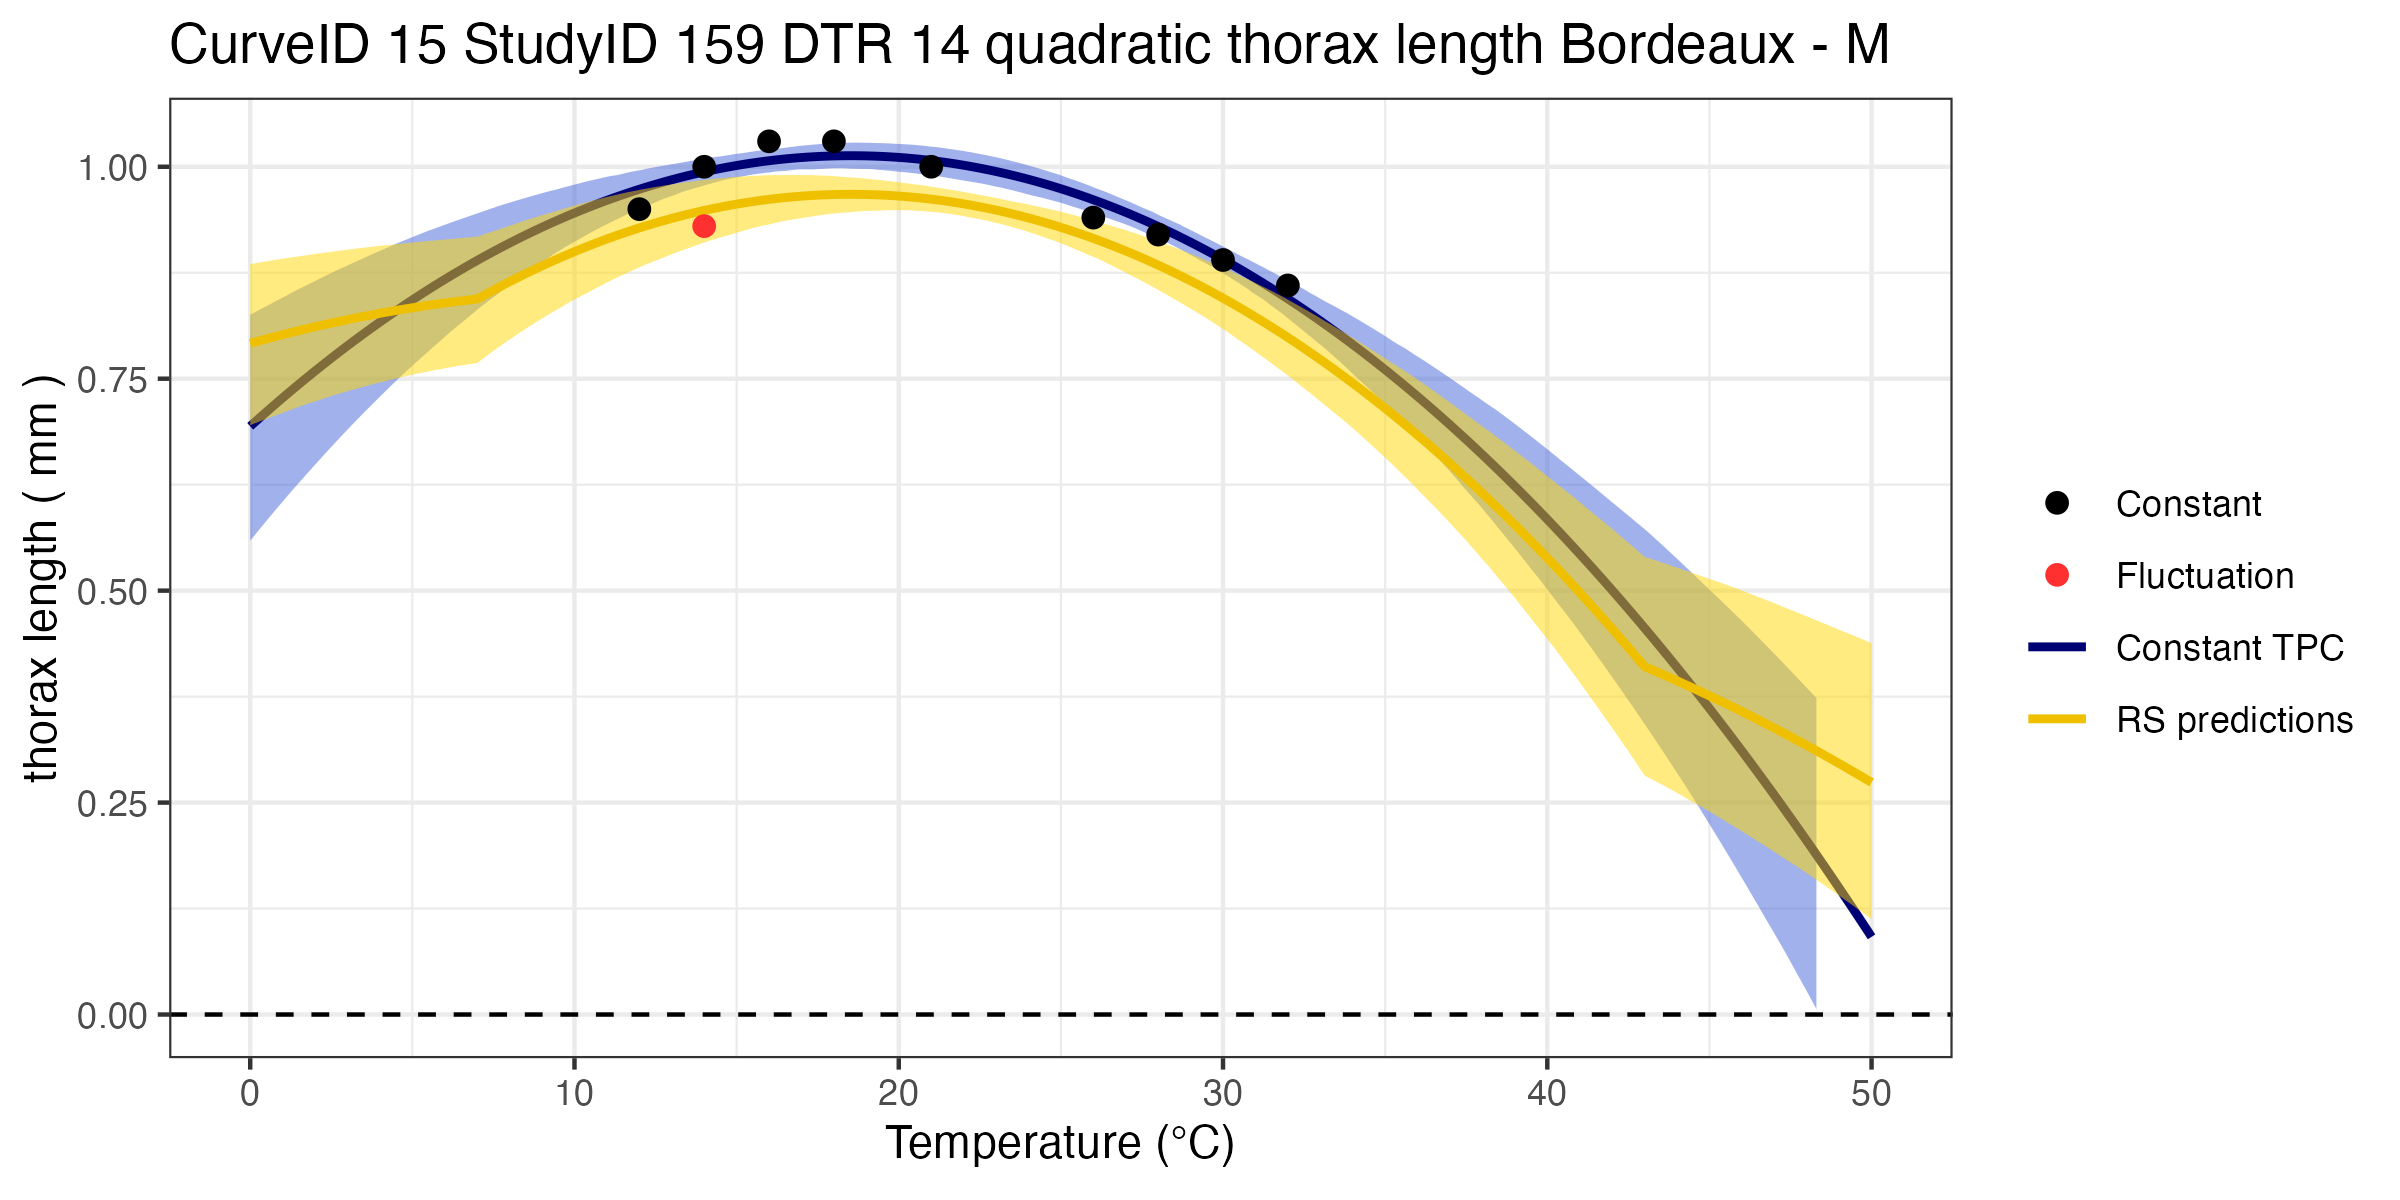 CurveID 15 StudyID 159 DTR 14 quadratic thorax length Bordeaux - M
thorax length ( mm )
1.00
0.75
0.50
0.25
0.00
0 10 20 30 40 50
Temperature (°C)
Constant
Fluctuation
Constant TPC
RS predictions